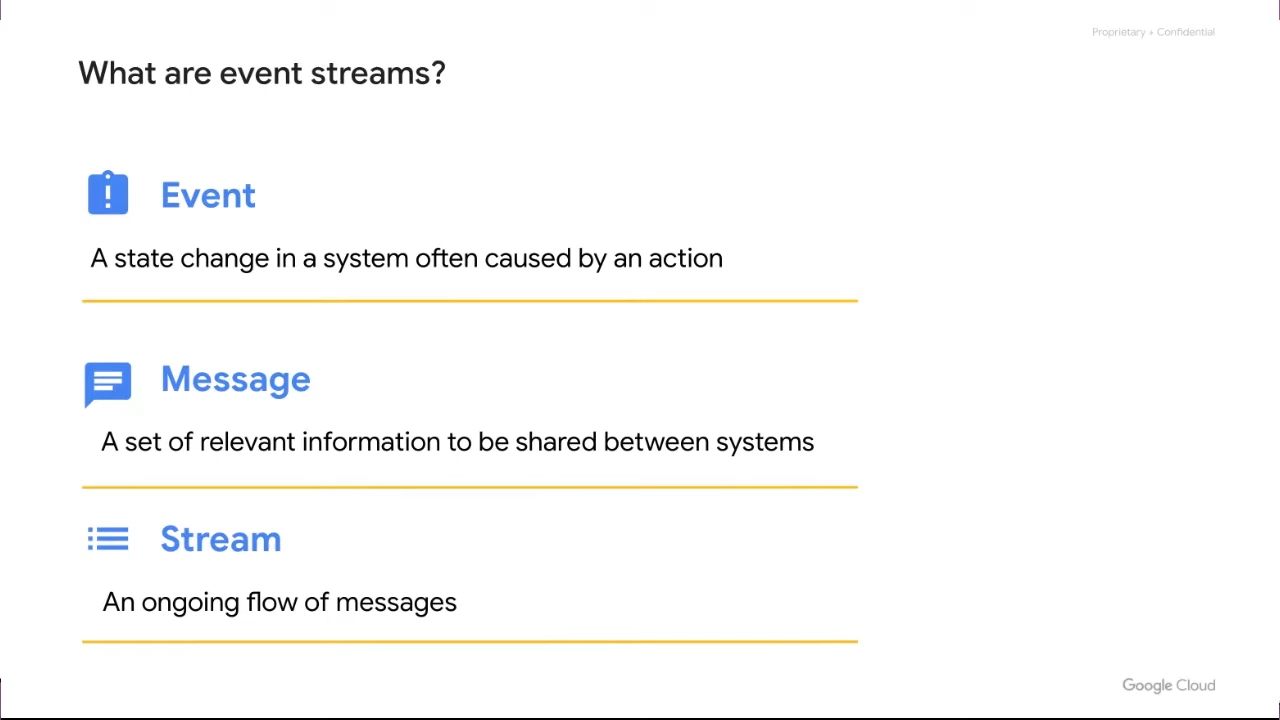 Proprietary + Confidential
What are event streams?
Event
A state change in a system often caused by an action
Message
A set of relevant information to be shared between systems
Stream
An ongoing flow of messages
Google Cloud